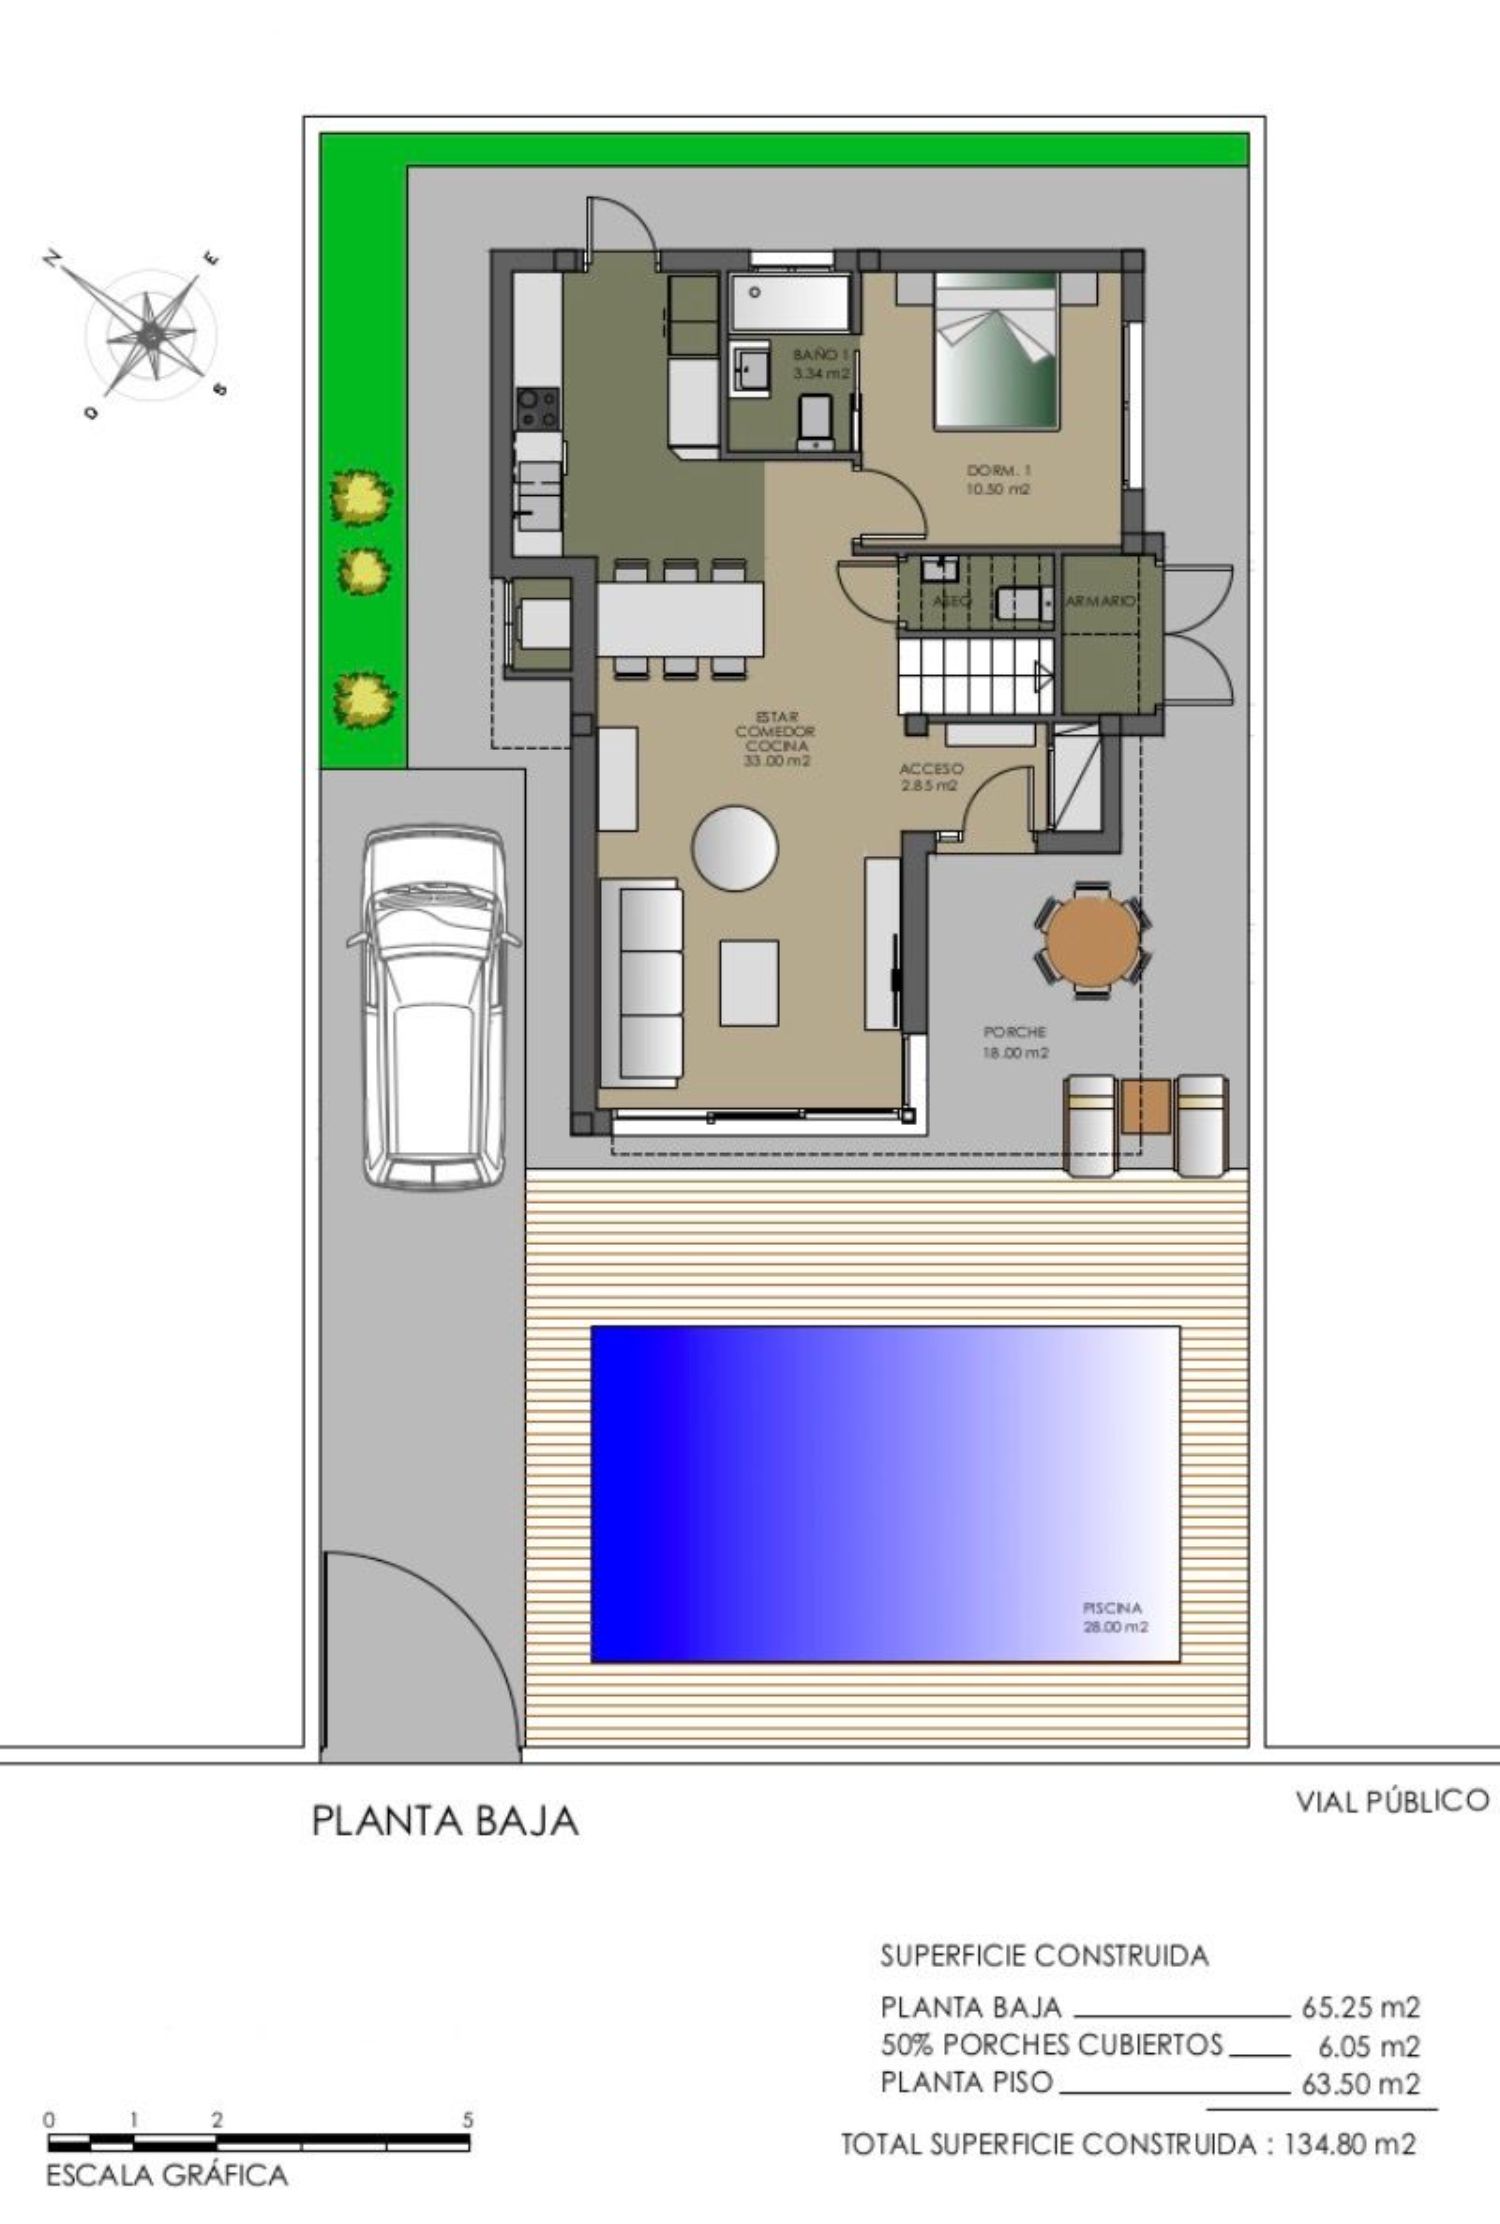 N
E
S
O
BAÑO 1
3.34 m2
DORM. 1
10.50 m2
ASEO
ARMARIO
ESTAR
COMEDOR
COCINA
33.00 m2
ACCESO
2.85 m2
PORCHE
18.00 m2
PISCINA
28.00 m2
PLANTA BAJA
VIAL PÚBLICO
SUPERFICIE CONSTRUIDA
PLANTA BAJA 65.25 m2
50% PORCHES CUBIERTOS 6.05 m2
PLANTA PISO 63.50 m2
TOTAL SUPERFICIE CONSTRUIDA : 134.80 m2
0 1 2 5
ESCALA GRÁFICA